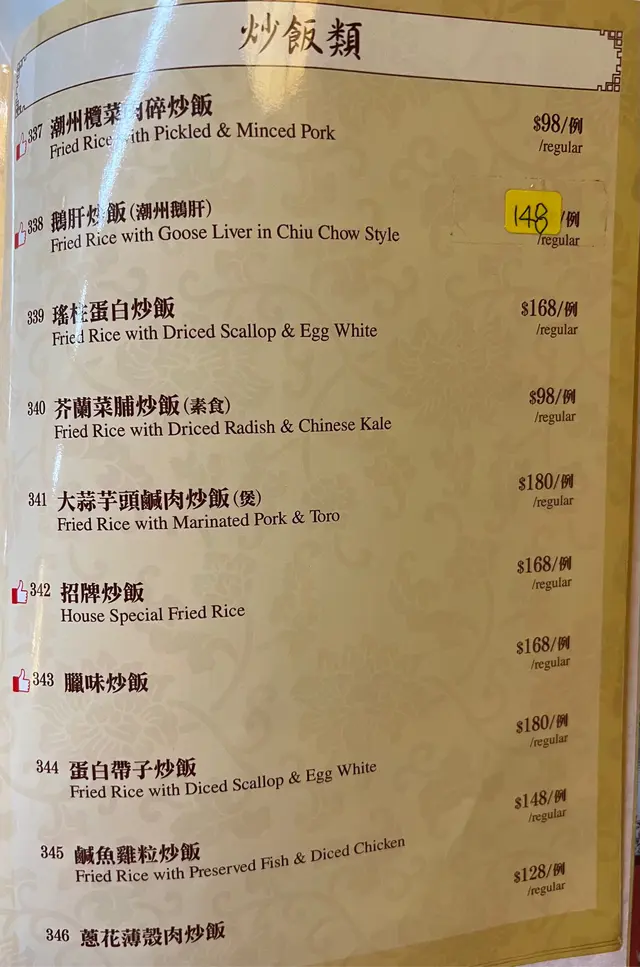 炒飯類
337 潮州欖菜肉碎炒飯 $98/例
Fried Rice with Pickled & Minced Pork /regular
338 鵝肝炒飯(潮州鵝肝) 148/例
Fried Rice with Goose Liver in Chiu Chow Style /regular
339 瑤柱蛋白炒飯 $168/例
Fried Rice with Driced Scallop & Egg White /regular
340 芥蘭菜脯炒飯(素食) $98/例
Fried Rice with Driced Radish & Chinese Kale /regular
341 大蒜芋頭鹹肉炒飯(煲) $180/例
Fried Rice with Marinated Pork & Toro /regular
342 招牌炒飯 $168/例
House Special Fried Rice /regular
343 臘味炒飯 $168/例
/regular
344 蛋白帶子炒飯 $180/例
Fried Rice with Diced Scallop & Egg White /regular
345 鹹魚雞粒炒飯 $148/例
Fried Rice with Preserved Fish & Diced Chicken /regular
346 蔥花薄殼肉炒飯 $128/例
/regular